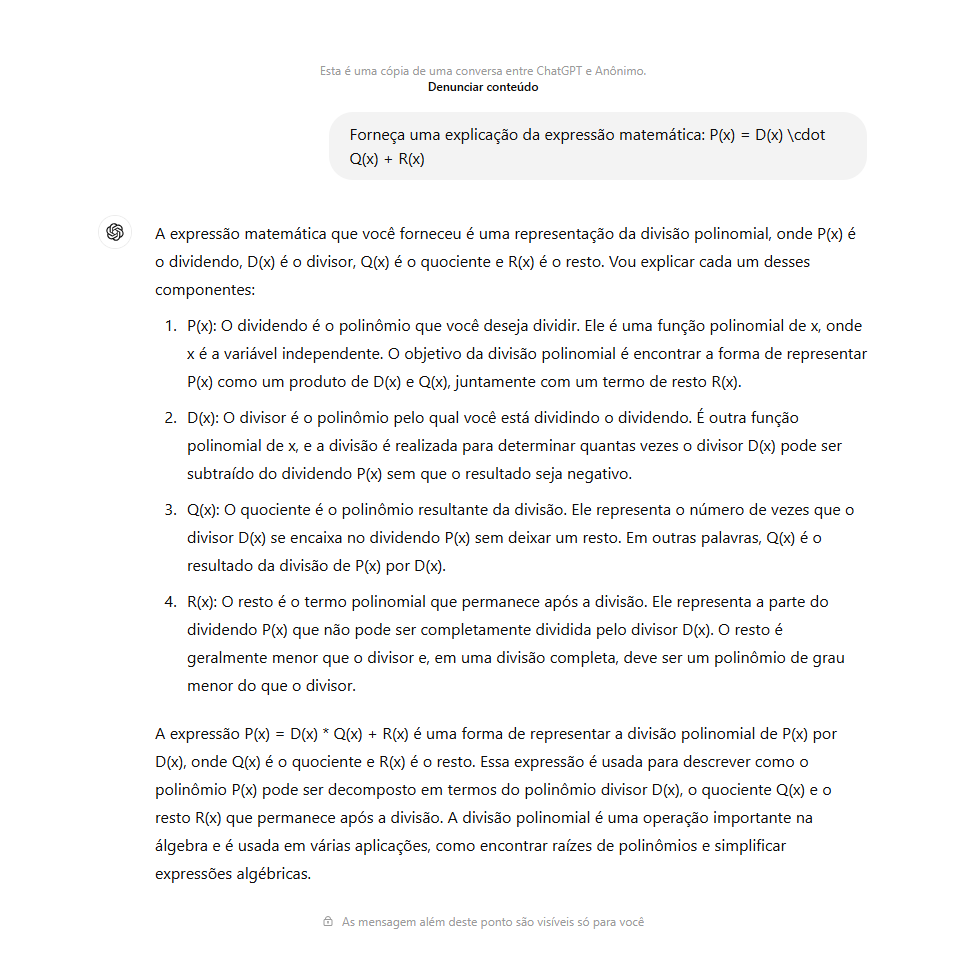 Esta é uma cópia de uma conversa entre ChatGPT e Anônimo.
Denunciar conteúdo
Forneça uma explicação da expressão matemática: P(x) = D(x) \cdot
Q(x) + R(x)
A expressão matemática que você forneceu é uma representação da divisão polinomial, onde P(x) é
o dividendo, D(x) é o divisor, Q(x) é o quociente e R(x) é o resto. Vou explicar cada um desses
componentes:
1. P(x): O dividendo é o polinômio que você deseja dividir. Ele é uma função polinomial de x, onde
x é a variável independente. O objetivo da divisão polinomial é encontrar a forma de representar
P(x) como um produto de D(x) e Q(x), juntamente com um termo de resto R(x).
2. D(x): O divisor é o polinômio pelo qual você está dividindo o dividendo. É outra função
polinomial de x, e a divisão é realizada para determinar quantas vezes o divisor D(x) pode ser
subtraído do dividendo P(x) sem que o resultado seja negativo.
3. Q(x): O quociente é o polinômio resultante da divisão. Ele representa o número de vezes que o
divisor D(x) se encaixa no dividendo P(x) sem deixar um resto. Em outras palavras, Q(x) é o
resultado da divisão de P(x) por D(x).
4. R(x): O resto é o termo polinomial que permanece após a divisão. Ele representa a parte do
dividendo P(x) que não pode ser completamente dividida pelo divisor D(x). O resto é
geralmente menor que o divisor e, em uma divisão completa, deve ser um polinômio de grau
menor do que o divisor.
A expressão P(x) = D(x) * Q(x) + R(x) é uma forma de representar a divisão polinomial de P(x) por
D(x), onde Q(x) é o quociente e R(x) é o resto. Essa expressão é usada para descrever como o
polinômio P(x) pode ser decomposto em termos do polinômio divisor D(x), o quociente Q(x) e o
resto R(x) que permanece após a divisão. A divisão polinomial é uma operação importante na
álgebra e é usada em várias aplicações, como encontrar raízes de polinômios e simplificar
expressões algébricas.
As mensagem além deste ponto são visíveis só para você